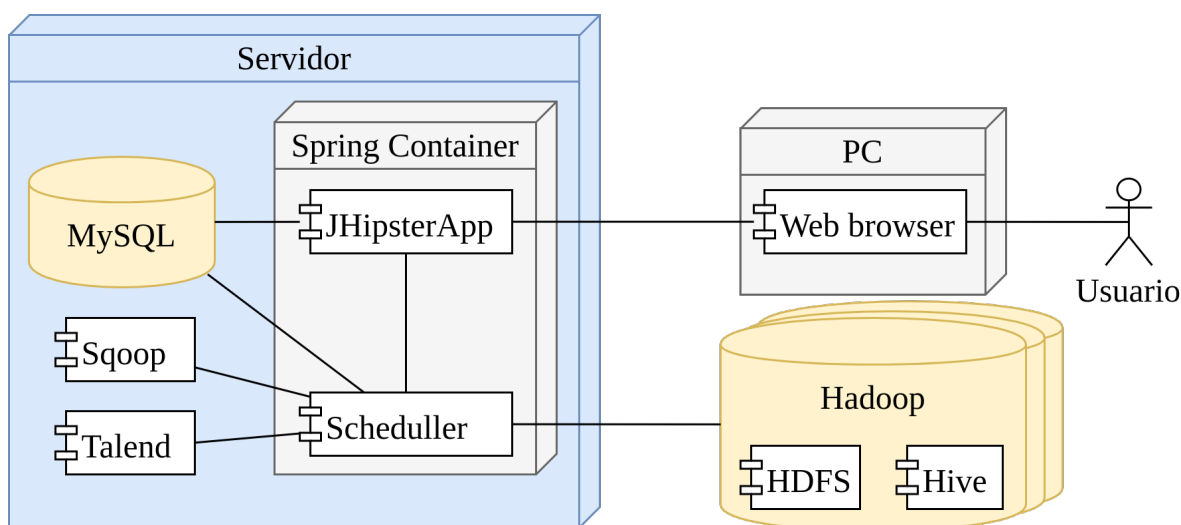 Servidor
Spring Container
PC
MySQL
JHipsterApp
Web browser
Usuario
Sqoop
Hadoop
Talend
Scheduller
HDFS
Hive